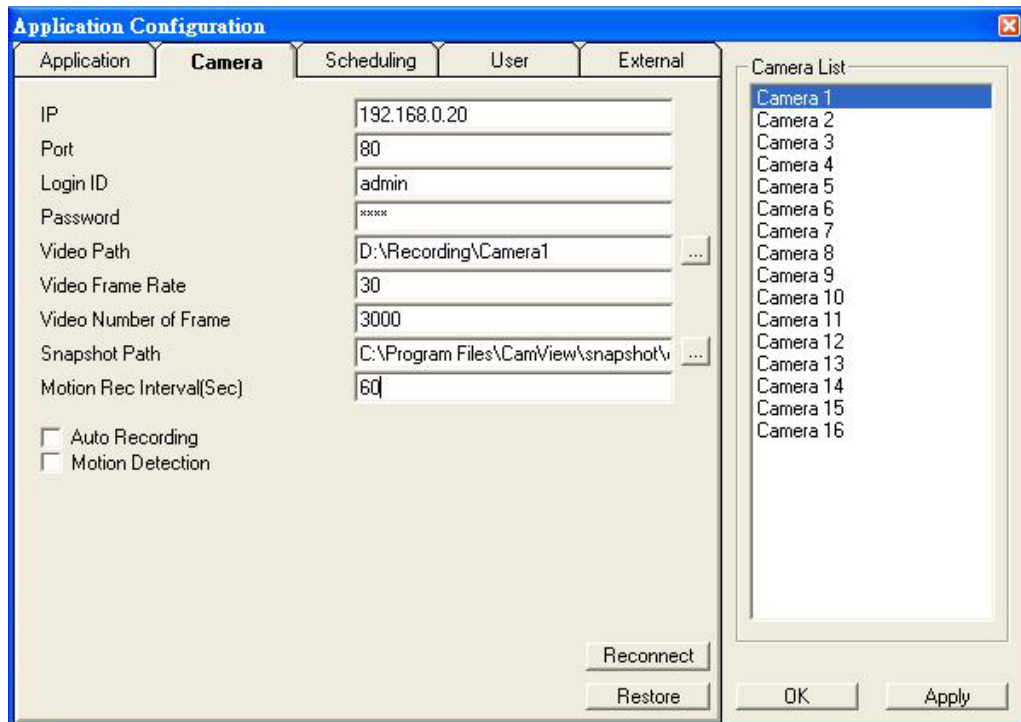 Application Configuration
Application Camera Scheduling User External
IP 192.168.0.20
Port 80
Login ID admin
Password ****
Video Path D:\Recording\Camera1 ...
Video Frame Rate 30
Video Number of Frame 3000
Snapshot Path C:\Program Files\CamView\snapshot\ ...
Motion Rec Interval(Sec) 60
Auto Recording
Motion Detection
Reconnect
Restore
Camera List
Camera 1
Camera 2
Camera 3
Camera 4
Camera 5
Camera 6
Camera 7
Camera 8
Camera 9
Camera 10
Camera 11
Camera 12
Camera 13
Camera 14
Camera 15
Camera 16
OK Apply